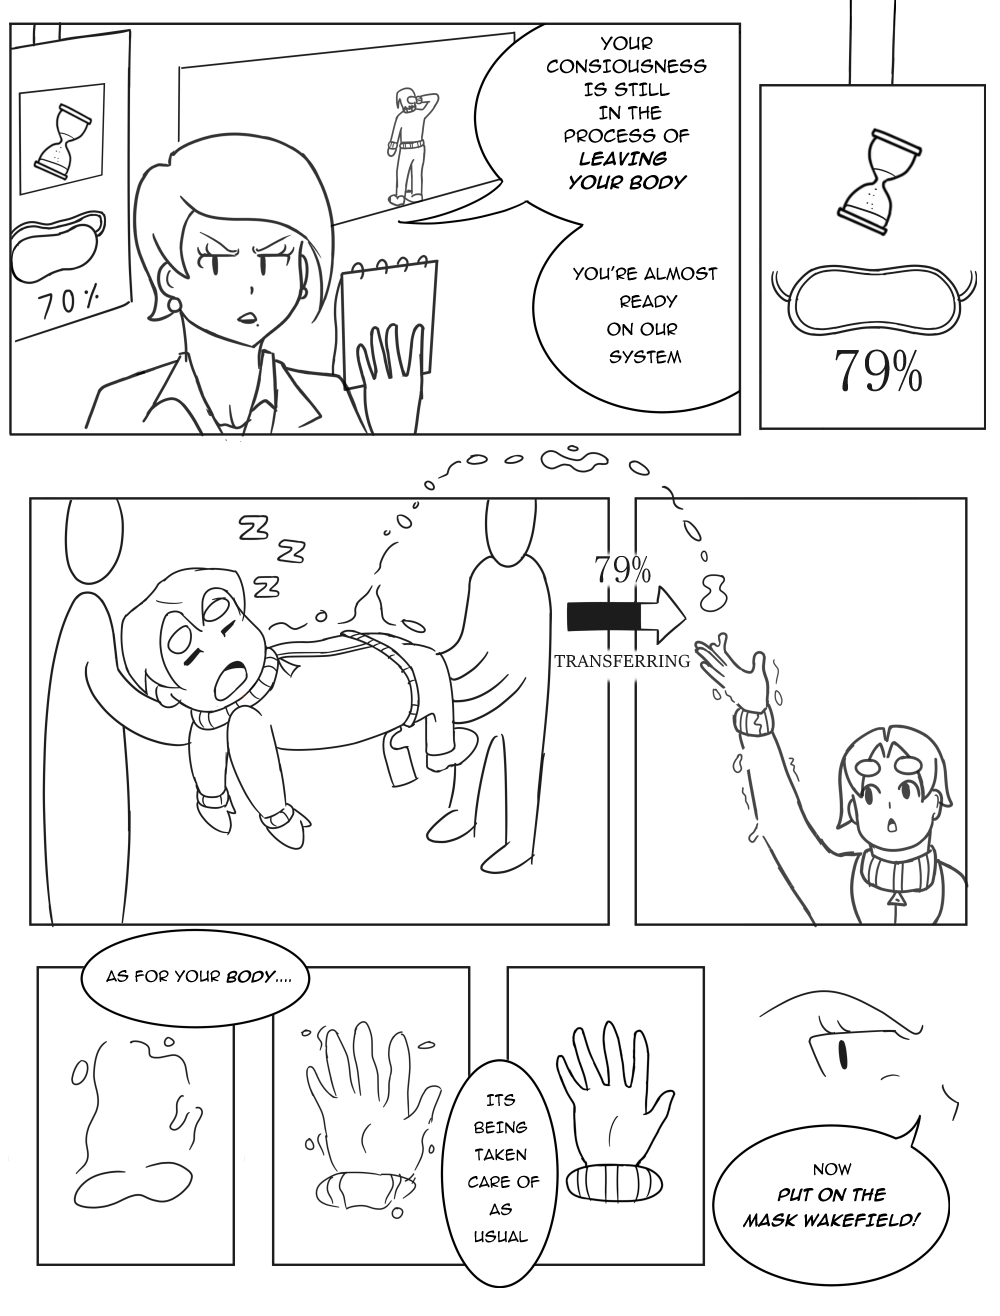 YOUR
CONSIOUSNESS
IS STILL
IN THE
PROCESS OF
LEAVING
YOUR BODY
YOU'RE ALMOST
READY
ON OUR
SYSTEM
70%
79%
Z
Z
Z
79%
TRANSFERRING
AS FOR YOUR BODY....
ITS
BEING
TAKEN
CARE OF
AS
USUAL
NOW
PUT ON THE
MASK WAKEFIELD!